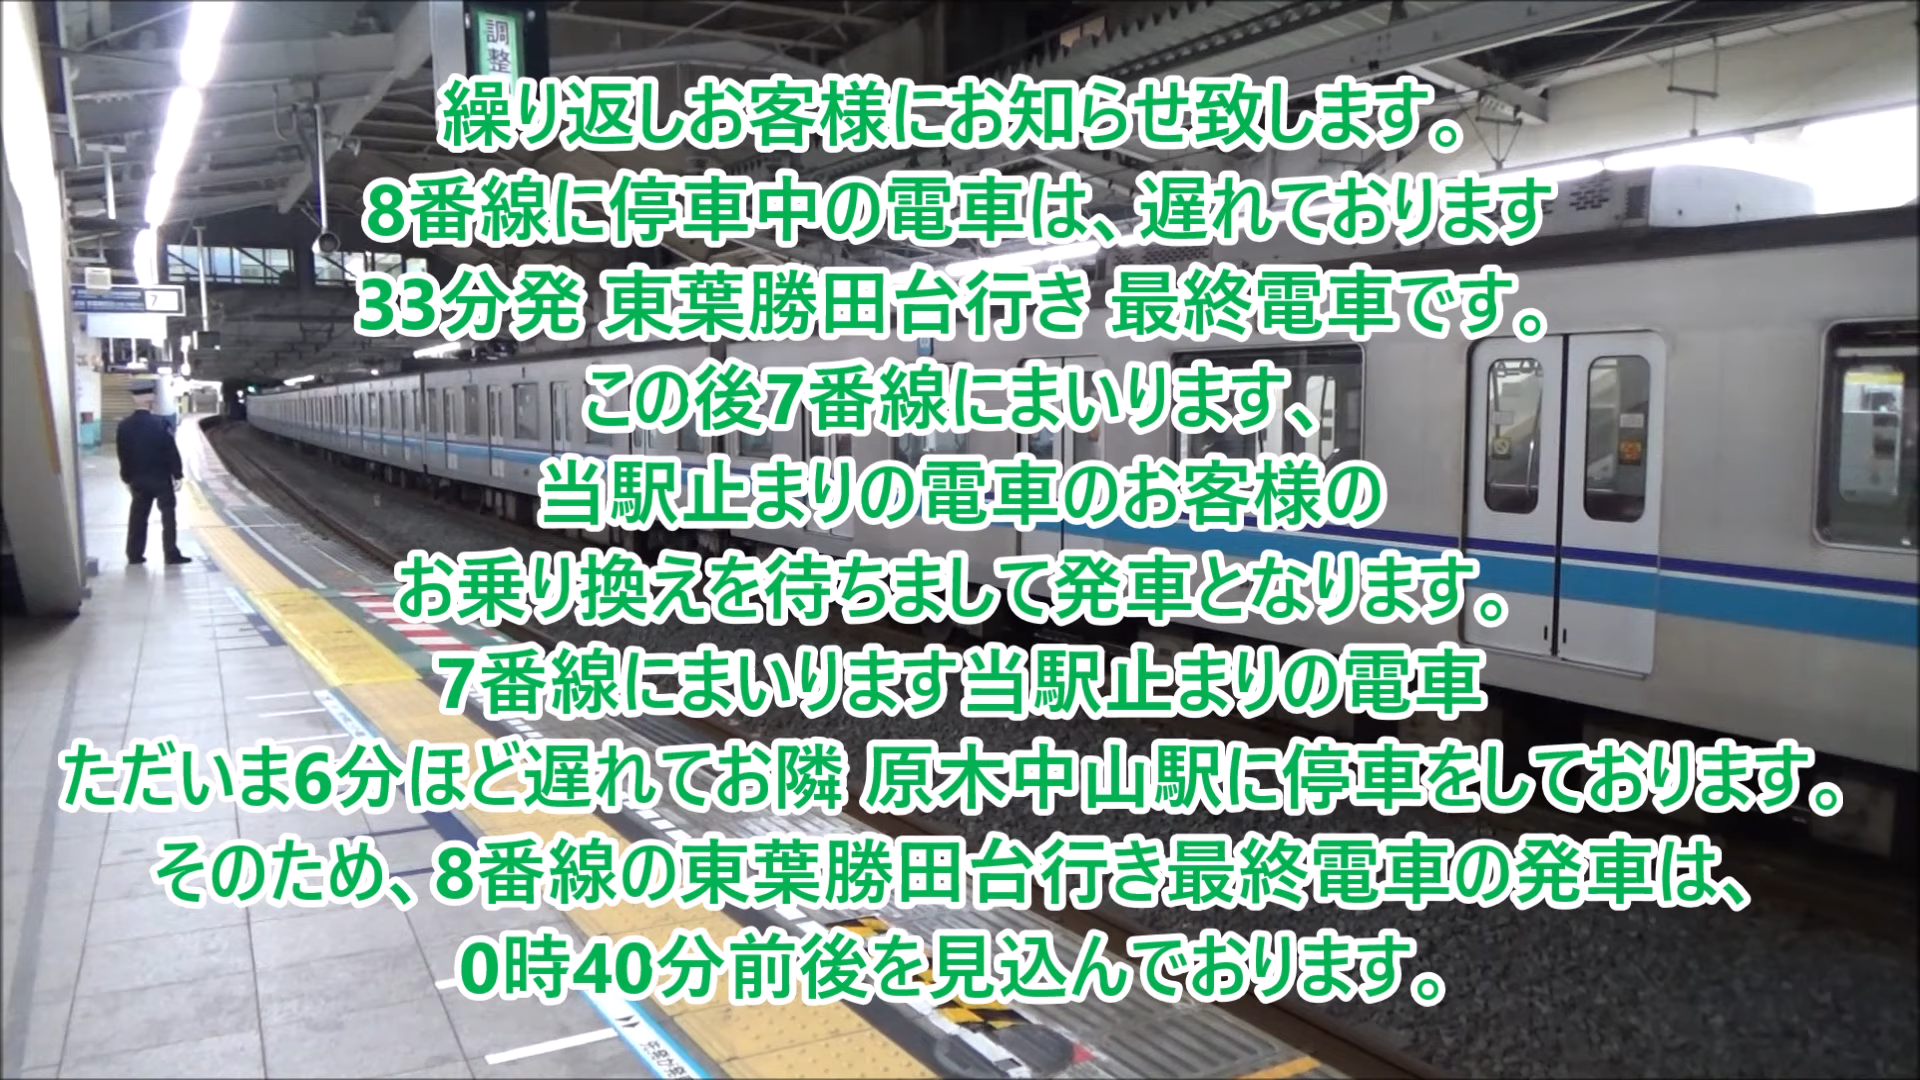 調整
繰り返しお客様にお知らせ致します。
8番線に停車中の電車は、遅れております
33分発 東葉勝田台行き 最終電車です。
この後7番線にまいります、
当駅止まりの電車のお客様の
お乗り換えを待ちまして発車となります。
7番線にまいります当駅止まりの電車
ただいま6分ほど遅れてお隣 原木中山駅に停車をしております。
そのため、8番線の東葉勝田台行き最終電車の発車は、
0時40分前後を見込んでおります。
7